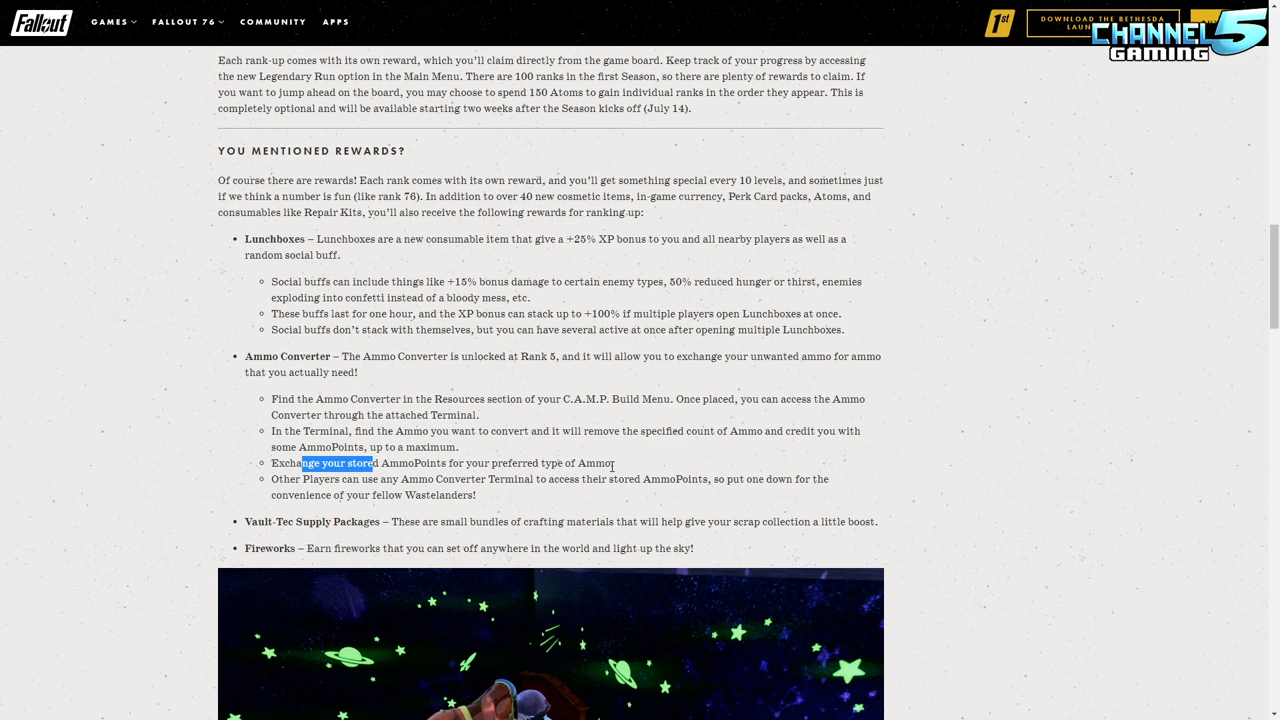 Fallout
GAMES
FALLOUT 76
COMMUNITY
APPS
1st
DOWNLOAD THE BETHESDA
CHANNEL 5
GAMING
Each rank-up comes with its own reward, which you’ll claim directly from the game board. Keep track of your progress by accessing
the new Legendary Run option in the Main Menu. There are 100 ranks in the first Season, so there are plenty of rewards to claim. If
you want to jump ahead on the board, you may choose to spend 150 Atoms to gain individual ranks in the order they appear. This is
completely optional and will be available starting two weeks after the Season kicks off (July 14).
YOU MENTIONED REWARDS?
Of course there are rewards! Each rank comes with its own reward, and you’ll get something special every 10 levels, and sometimes just
if we think a number is fun (like rank 76). In addition to over 40 new cosmetic items, in-game currency, Perk Card packs, Atoms, and
consumables like Repair Kits, you’ll also receive the following rewards for ranking up:
Lunchboxes – Lunchboxes are a new consumable item that give a +25% XP bonus to you and all nearby players as well as a
random social buff.
Social buffs can include things like +15% bonus damage to certain enemy types, 50% reduced hunger or thirst, enemies
exploding into confetti instead of a bloody mess, etc.
These buffs last for one hour, and the XP bonus can stack up to +100% if multiple players open Lunchboxes at once.
Social buffs don’t stack with themselves, but you can have several active at once after opening multiple Lunchboxes.
Ammo Converter – The Ammo Converter is unlocked at Rank 5, and it will allow you to exchange your unwanted ammo for ammo
that you actually need!
Find the Ammo Converter in the Resources section of your C.A.M.P. Build Menu. Once placed, you can access the Ammo
Converter through the attached Terminal.
In the Terminal, find the Ammo you want to convert and it will remove the specified count of Ammo and credit you with
some AmmoPoints, up to a maximum.
Exchange your stored AmmoPoints for your preferred type of Ammo.
Other Players can use any Ammo Converter Terminal to access their stored AmmoPoints, so put one down for the
convenience of your fellow Wastelanders!
Vault-Tec Supply Packages – These are small bundles of crafting materials that will help give your scrap collection a little boost.
Fireworks – Earn fireworks that you can set off anywhere in the world and light up the sky!